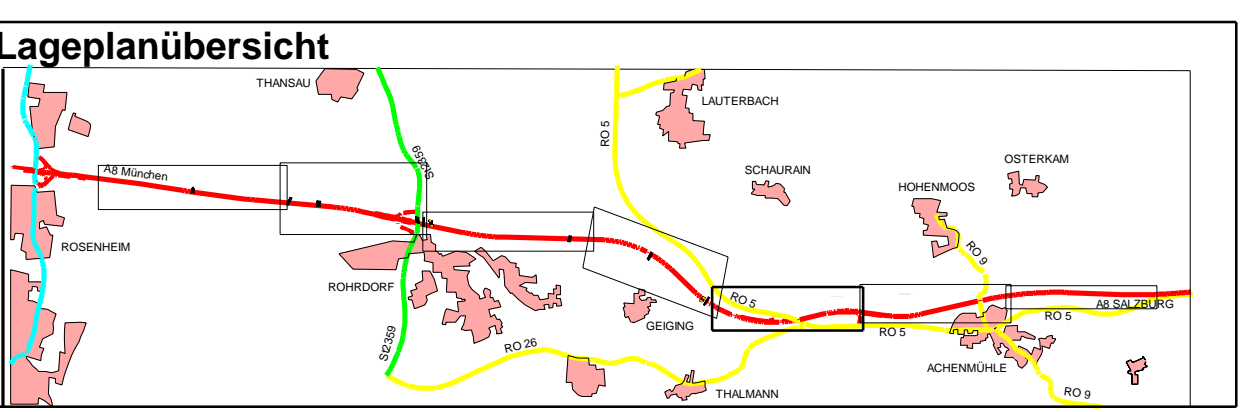 Lageplanübersicht
THANSAU
LAUTERBACH
RO 5
St2359
A8 München
SCHAURAIN
OSTERKAM
HOHENMOOS
ROSENHEIM
RO 9
ROHRDORF
RO 5
A8 SALZBURG
GEIGING
RO 5
RO 5
St2359
RO 26
ACHENMÜHLE
THALMANN
RO 9